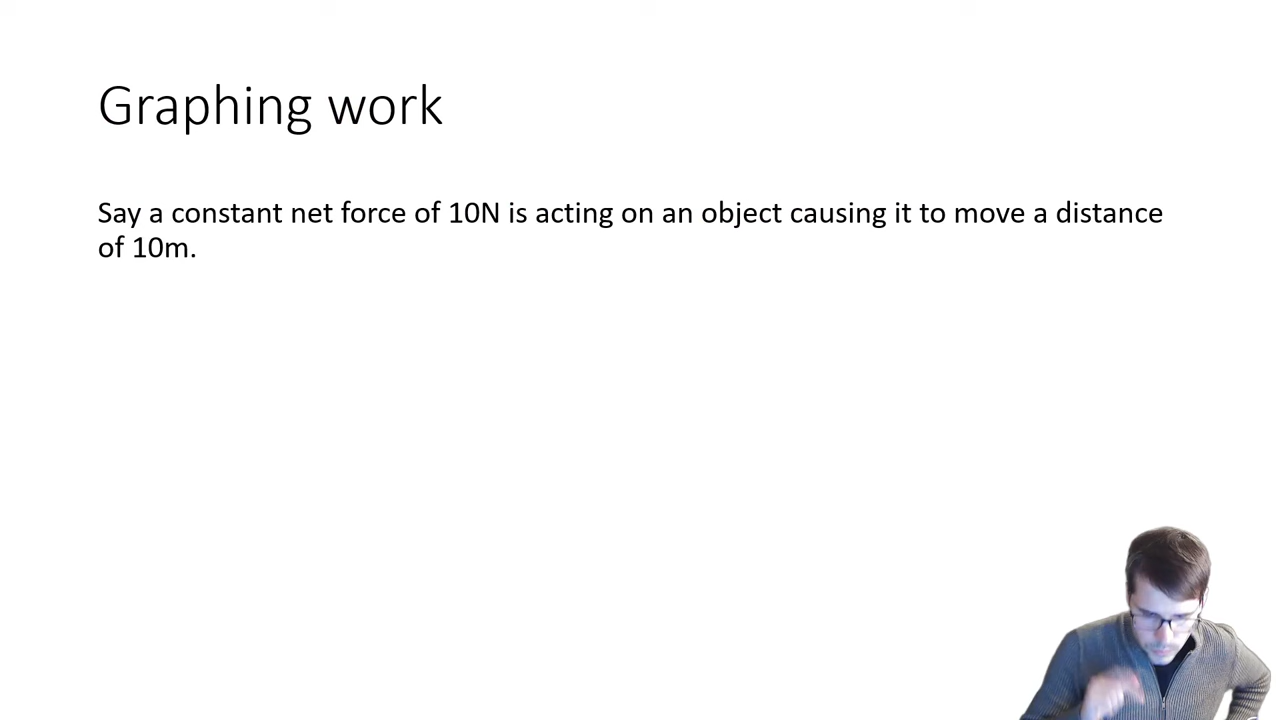 Graphing work
Say a constant net force of 10N is acting on an object causing it to move a distance
of 10m.